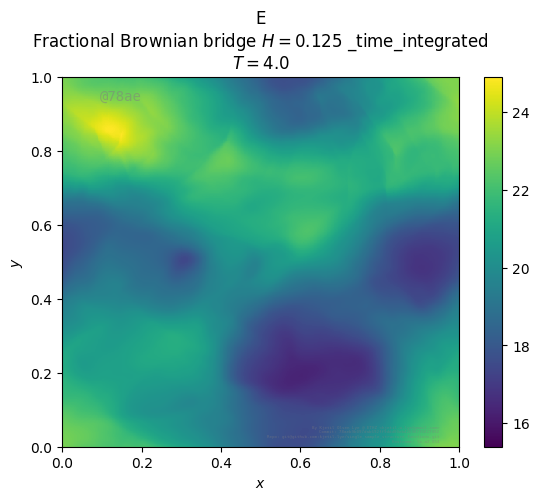 E
Fractional Brownian bridge H = 0.125 _time_integrated
T = 4.0
@78ae
1.0
0.8
0.6
0.4
0.2
0.0
y
0.0 0.2 0.4 0.6 0.8 1.0
x
24
22
20
18
16